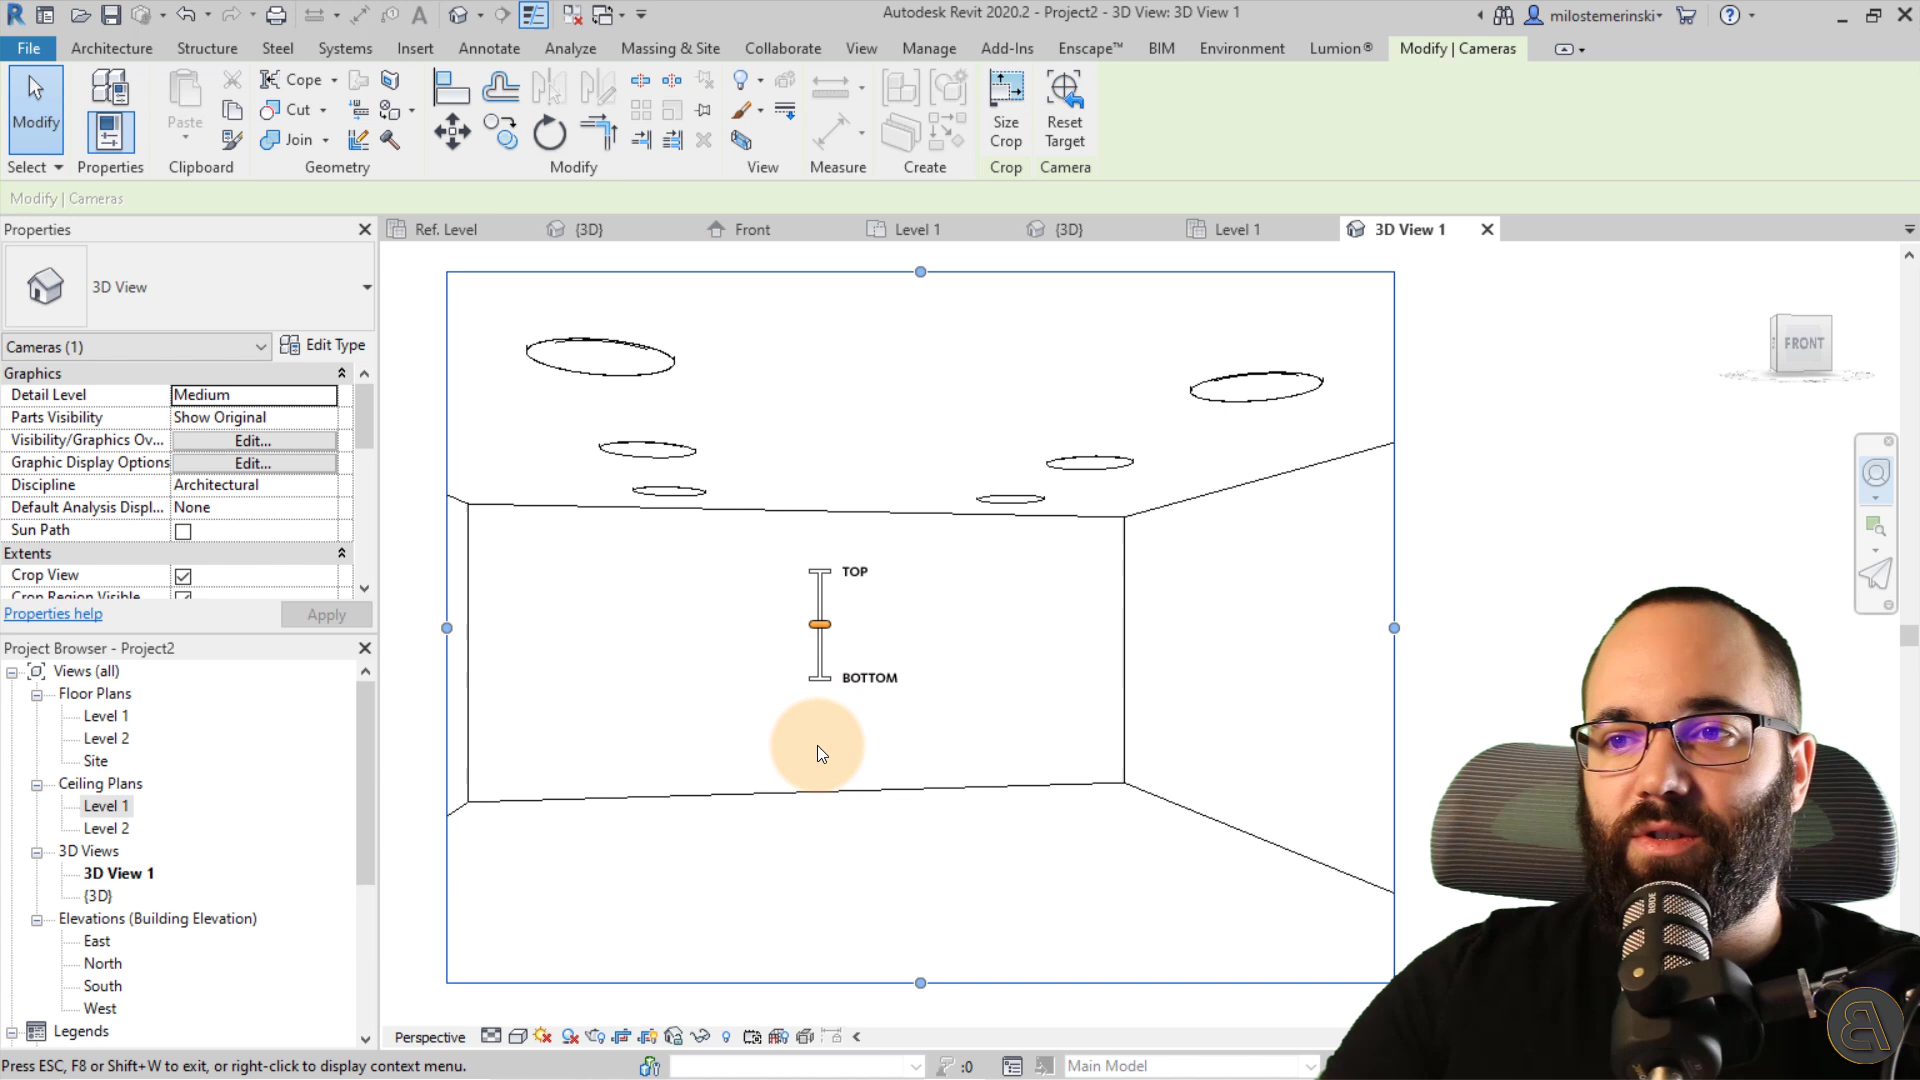 Autodesk Revit 2020.2 - Project2 - 3D View: 3D View 1
milostemerinski
File Architecture Structure Steel Systems Insert Annotate Analyze Massing & Site Collaborate View Manage Add-Ins Enscape™ BIM Environment Lumion® Modify | Cameras
Modify
Paste
Cope
Cut
Join
Size
Crop
Reset
Target
Select Properties Clipboard Geometry Modify View Measure Create Crop Camera
Modify | Cameras
Properties
Ref. Level {3D} Front Level 1 {3D} Level 1 3D View 1
3D View
Cameras (1) Edit Type
Graphics
Detail Level Medium
Parts Visibility Show Original
Visibility/Graphics Ov... Edit...
Graphic Display Options Edit...
Discipline Architectural
Default Analysis Displ... None
Sun Path
Extents
Crop View
Crop Region Visible
Properties help Apply
Project Browser - Project2
Views (all)
Floor Plans
Level 1
Level 2
Site
Ceiling Plans
Level 1
Level 2
3D Views
3D View 1
{3D}
Elevations (Building Elevation)
East
North
South
West
Legends
TOP
BOTTOM
FRONT
RODE
Perspective
Press ESC, F8 or Shift+W to exit, or right-click to display context menu.
:0
Main Model